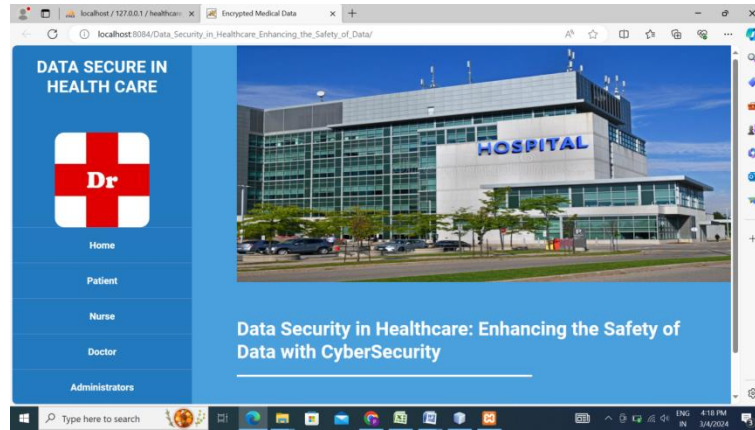 localhost / 127.0.0.1 / healthcare
Encrypted Medical Data
localhost:8084/Data_Security_in_Healthcare_Enhancing_the_Safety_of_Data/
DATA SECURE IN
HEALTH CARE
Dr
Home
Patient
Nurse
Doctor
Administrators
HOSPITAL
Data Security in Healthcare: Enhancing the Safety of
Data with CyberSecurity
Type here to search
ENG
IN
4:18 PM
3/4/2024